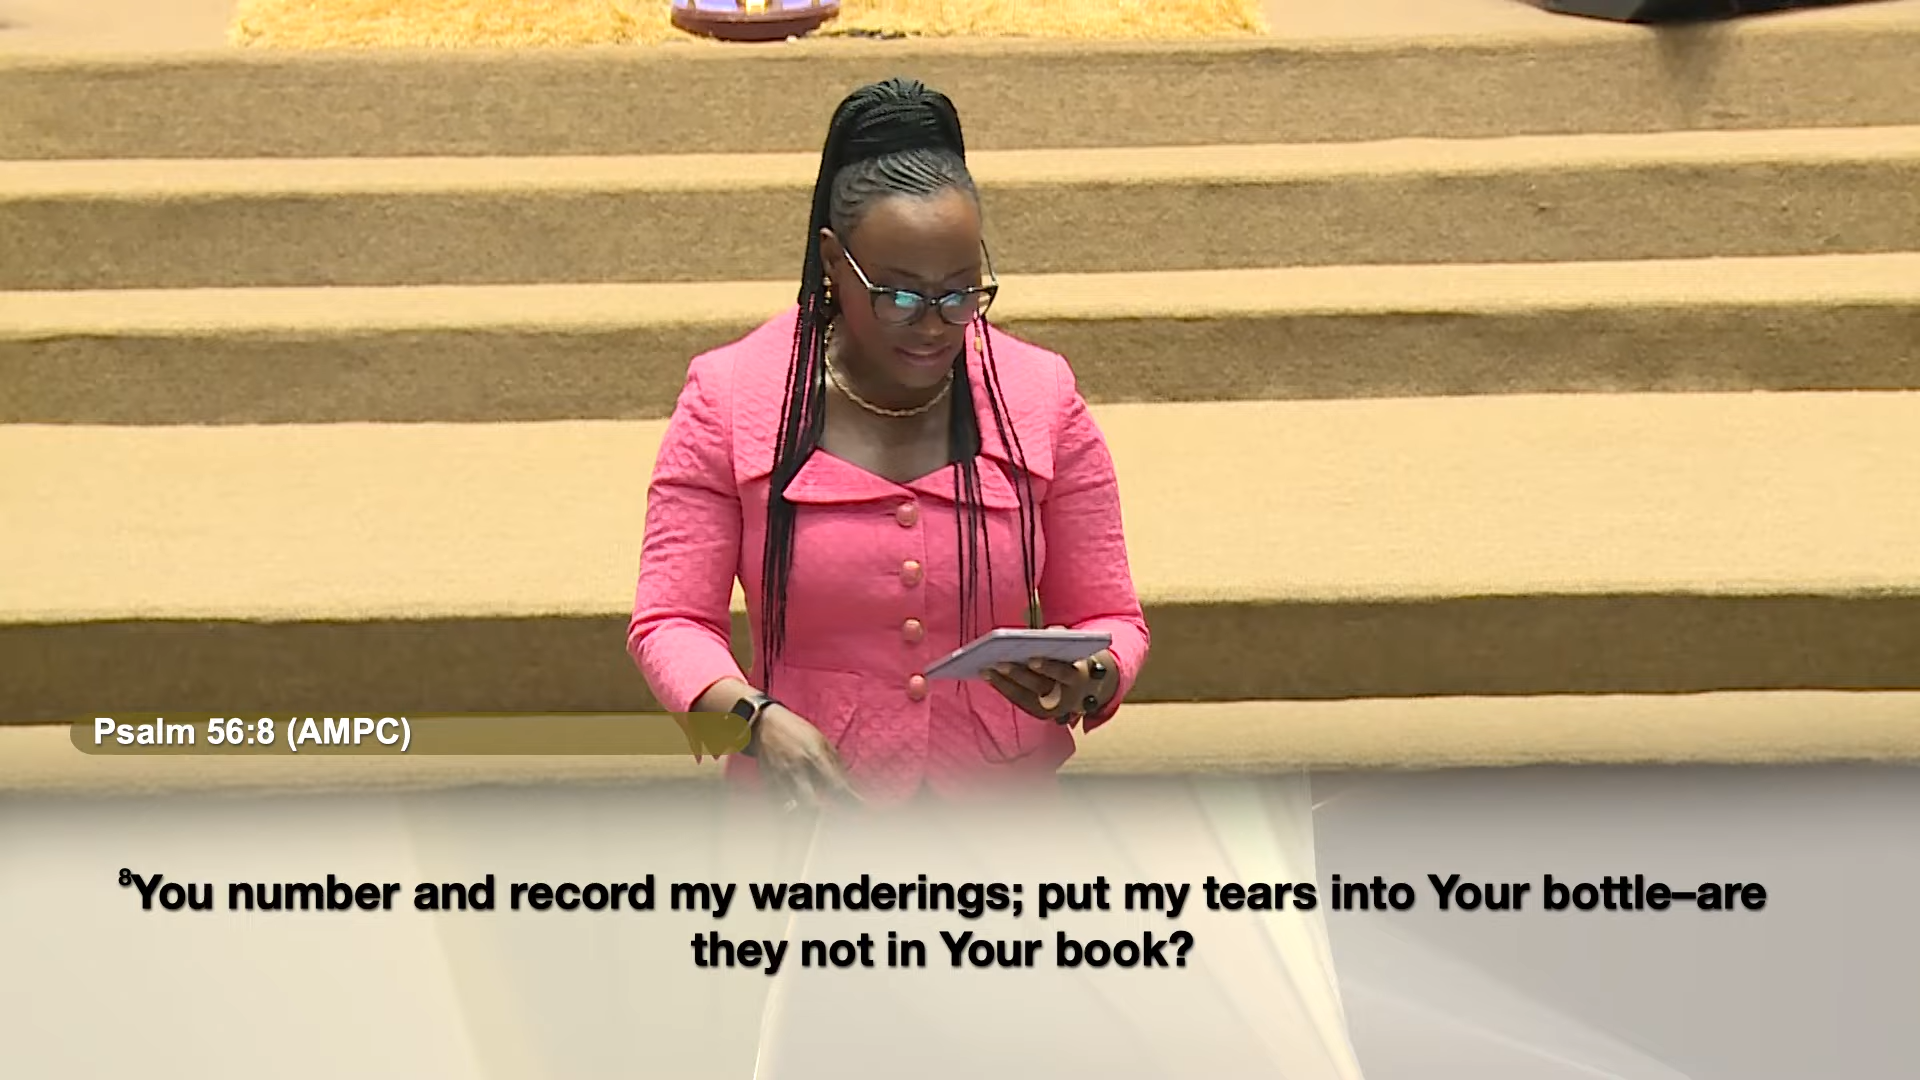 Psalm 56:8 (AMPC)
⁸You number and record my wanderings; put my tears into Your bottle–are
they not in Your book?